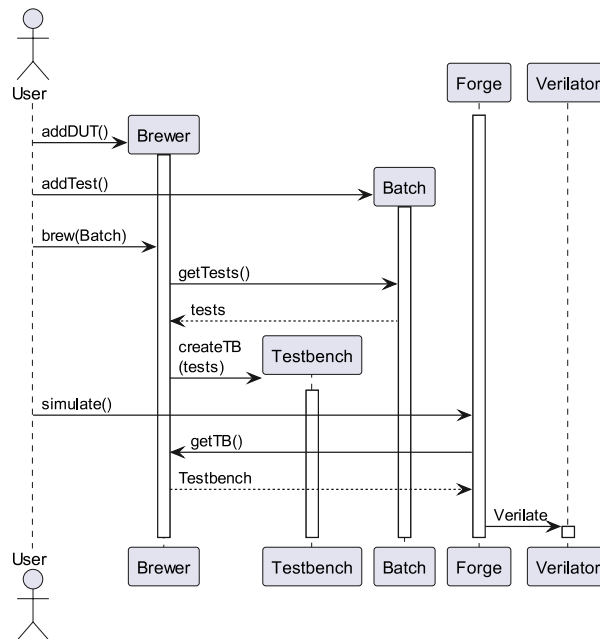 User
Forge
Verilator
addDUT()
Brewer
addTest()
Batch
brew(Batch)
getTests()
tests
createTB
(tests)
Testbench
simulate()
getTB()
Testbench
Verilate
User
Brewer
Testbench
Batch
Forge
Verilator